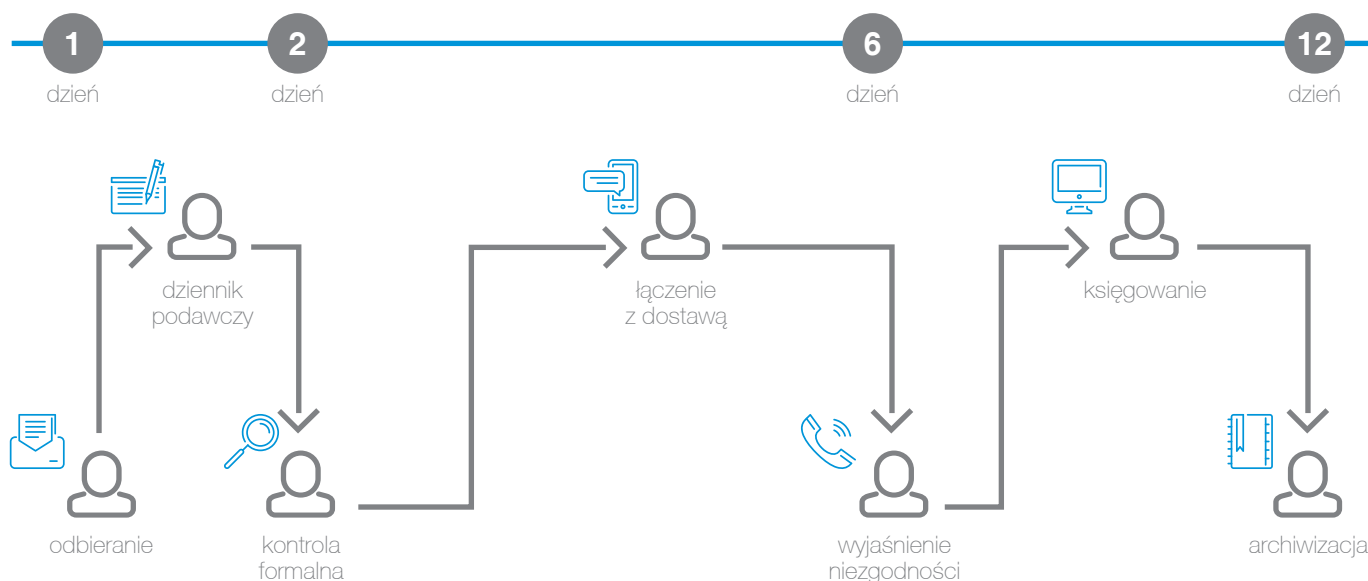 1
dzień
2
dzień
6
dzień
12
dzień
dziennik
podawczy
łączenie
z dostawą
księgowanie
odbieranie
kontrola
formalna
wyjaśnienie
niezgodności
archiwizacja